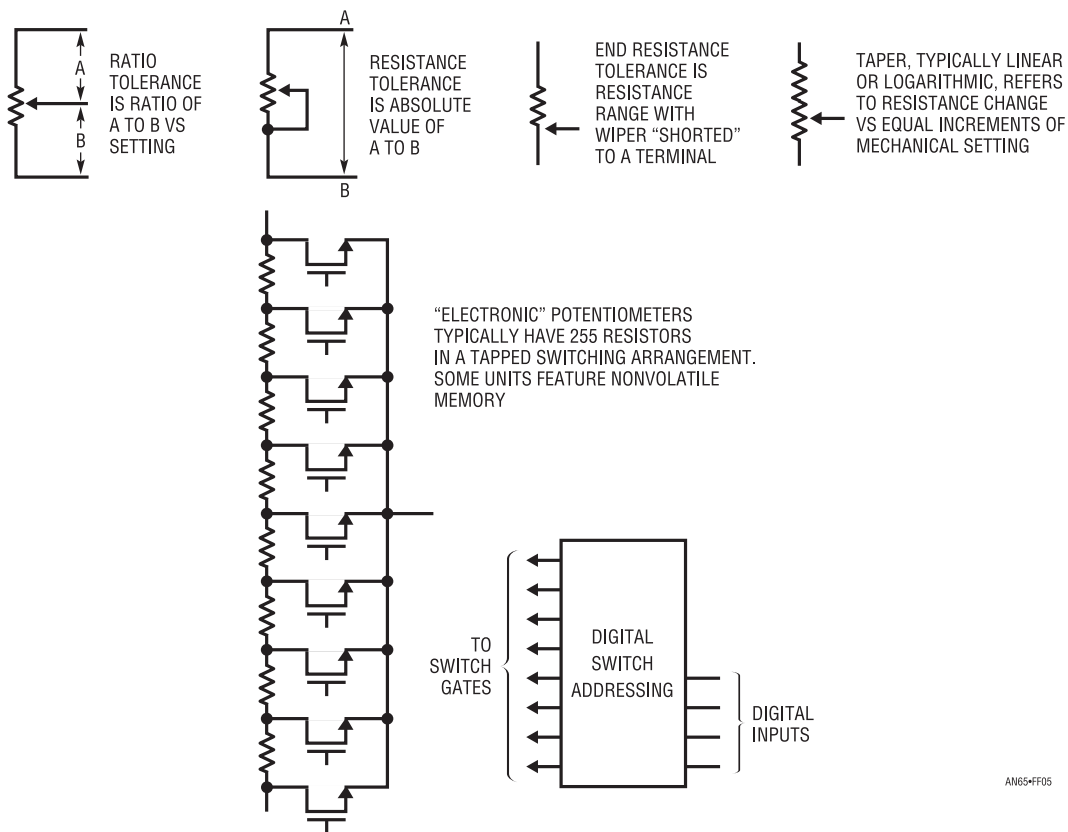 A
B
RATIO
TOLERANCE
IS RATIO OF
A TO B VS
SETTING
A
B
RESISTANCE
TOLERANCE
IS ABSOLUTE
VALUE OF
A TO B
END RESISTANCE
TOLERANCE IS
RESISTANCE
RANGE WITH
WIPER “SHORTED”
TO A TERMINAL
TAPER, TYPICALLY LINEAR
OR LOGARITHMIC, REFERS
TO RESISTANCE CHANGE
VS EQUAL INCREMENTS OF
MECHANICAL SETTING
“ELECTRONIC” POTENTIOMETERS
TYPICALLY HAVE 255 RESISTORS
IN A TAPPED SWITCHING ARRANGEMENT.
SOME UNITS FEATURE NONVOLATILE
MEMORY
TO
SWITCH
GATES
DIGITAL
SWITCH
ADDRESSING
DIGITAL
INPUTS
AN65•FF05